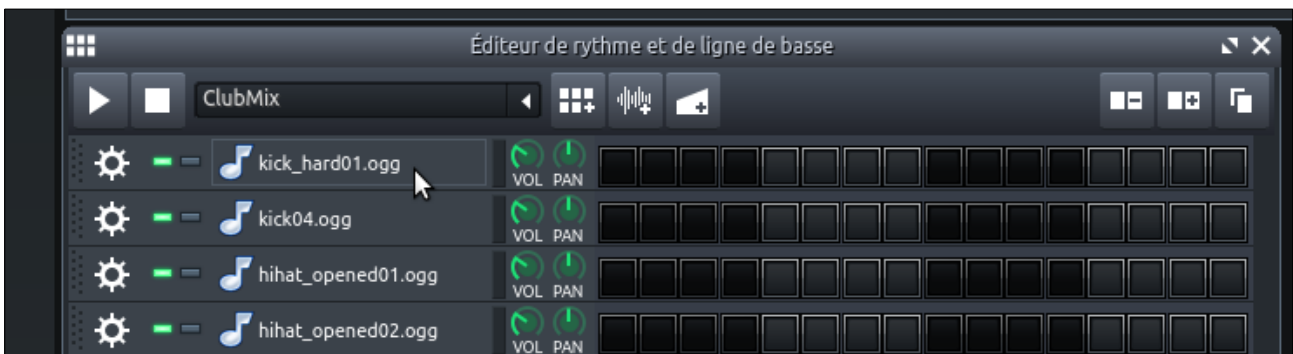 Éditeur de rythme et de ligne de basse
ClubMix
kick_hard01.ogg
VOL PAN
kick04.ogg
VOL PAN
hihat_opened01.ogg
VOL PAN
hihat_opened02.ogg
VOL PAN